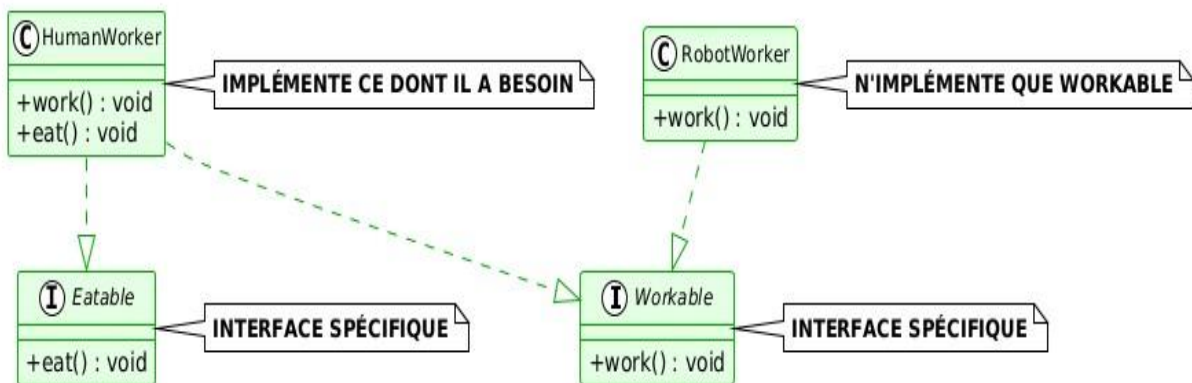 C HumanWorker
+work() : void
+eat() : void
IMPLÉMENTE CE DONT IL A BESOIN
C RobotWorker
+work() : void
N'IMPLÉMENTE QUE WORKABLE
I Eatable
+eat() : void
INTERFACE SPÉCIFIQUE
I Workable
+work() : void
INTERFACE SPÉCIFIQUE